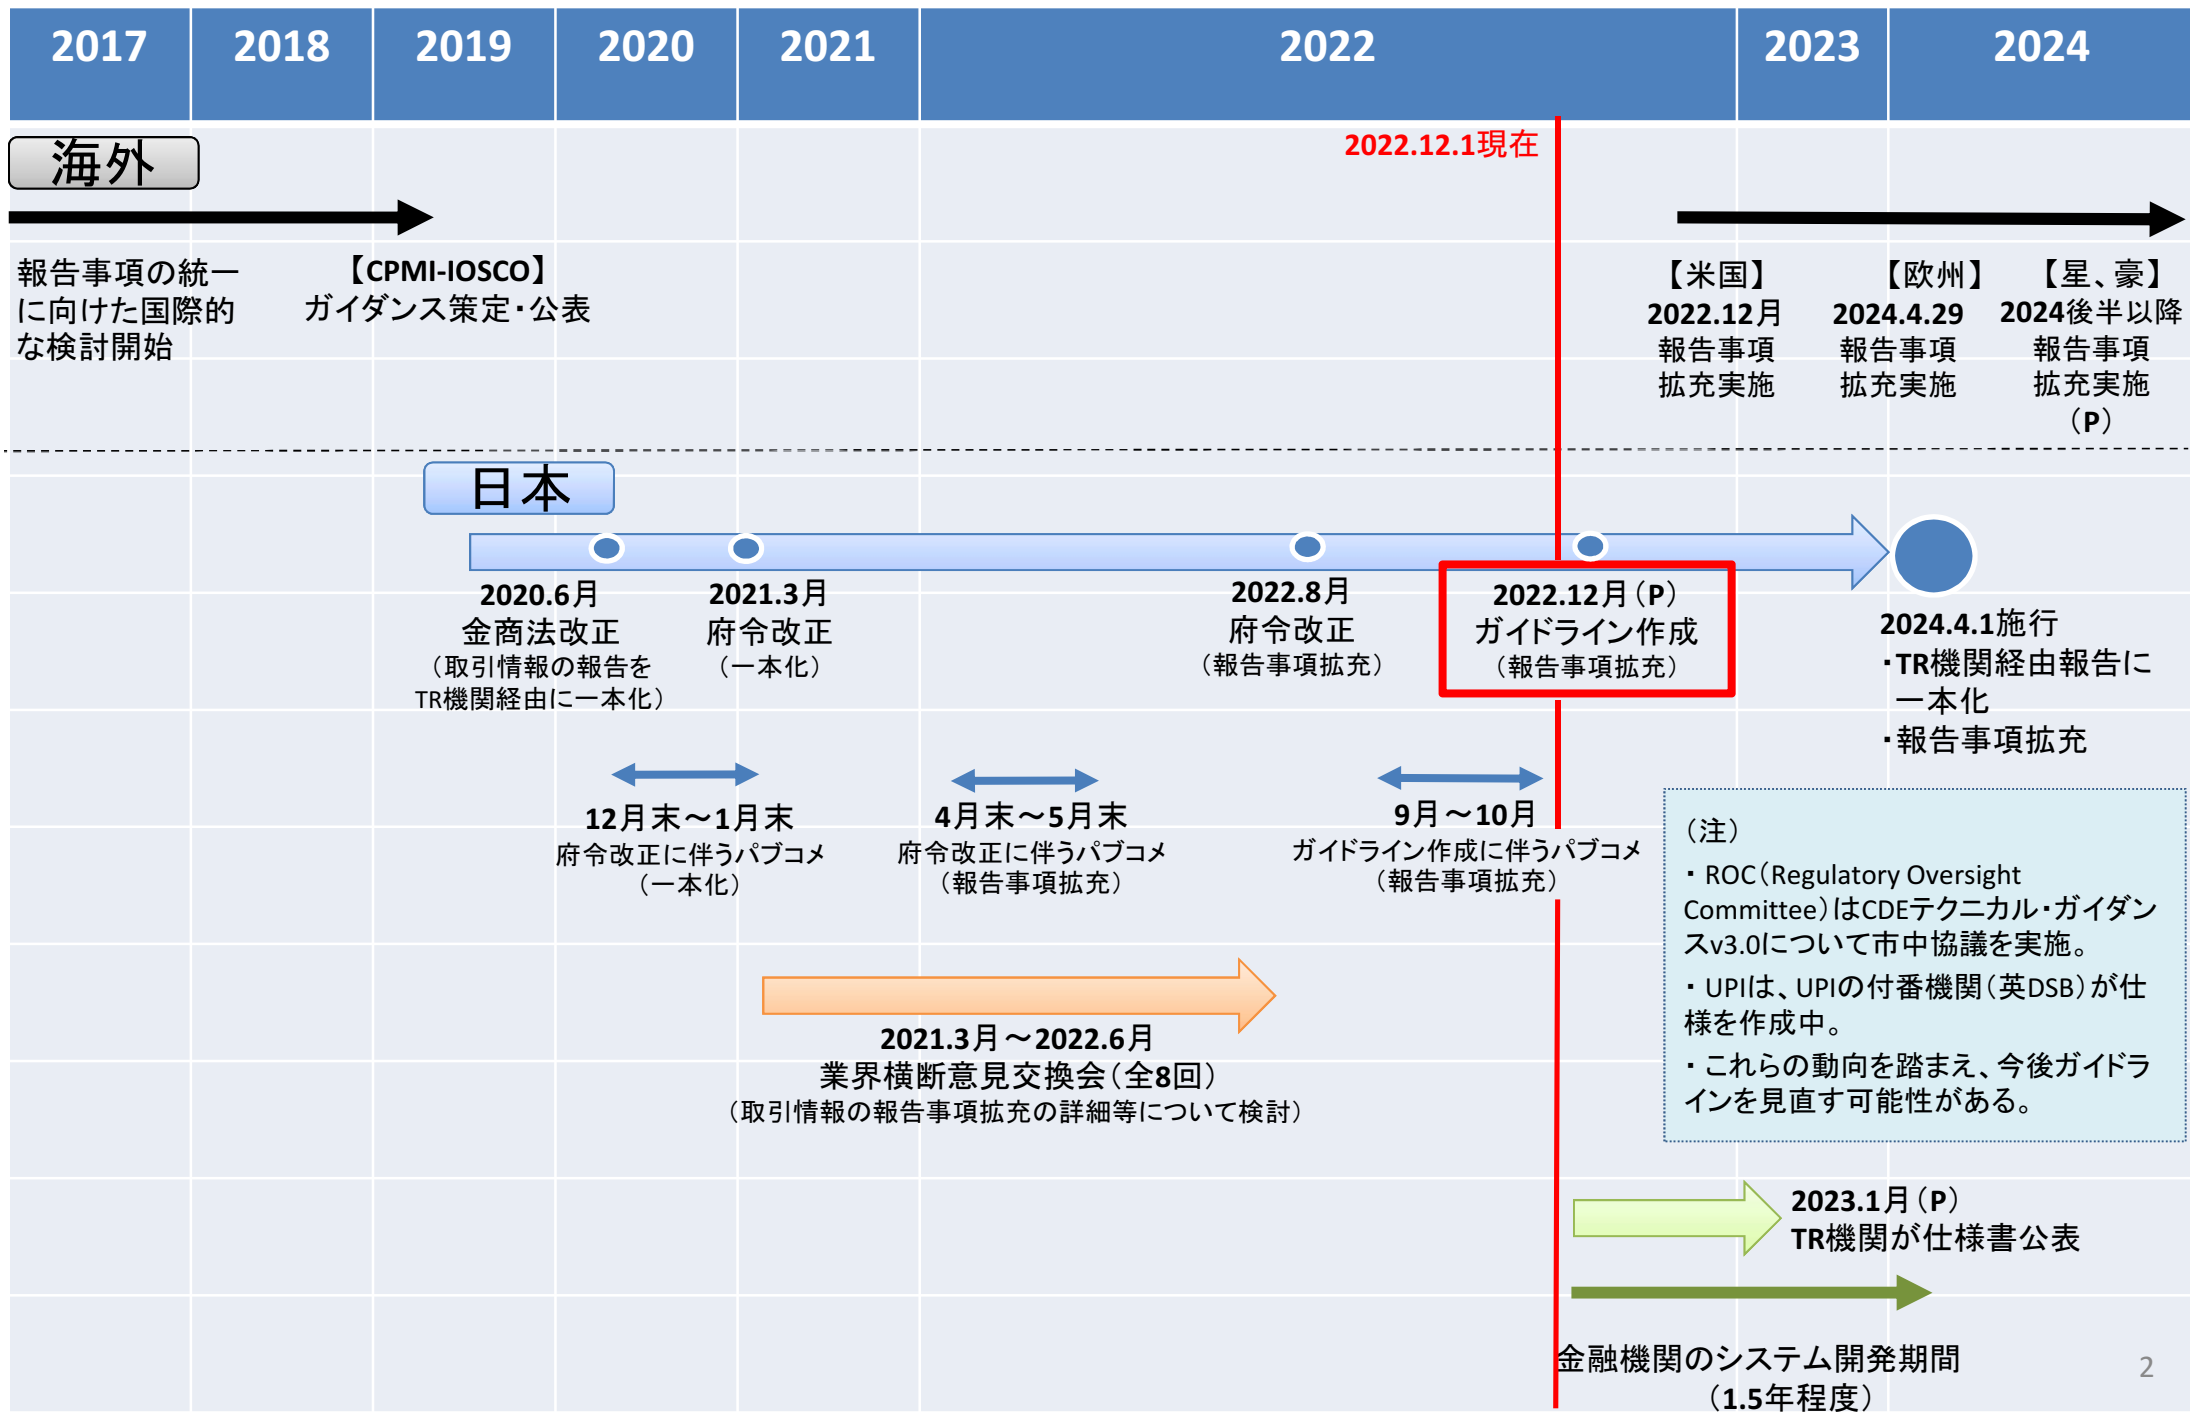 2017
2018
2019
2020
2021
2022
2023
2024
2022.12.1現在
海外
報告事項の統一
に向けた国際的
な検討開始
【CPMI-IOSCO】
ガイダンス策定・公表
【米国】
2022.12月
報告事項
拡充実施
【欧州】
2024.4.29
報告事項
拡充実施
【星、豪】
2024後半以降
報告事項
拡充実施
（P）
日本
2020.6月
金商法改正
（取引情報の報告を
TR機関経由に一本化）
2021.3月
府令改正
（一本化）
2022.8月
府令改正
（報告事項拡充）
2022.12月（P）
ガイドライン作成
（報告事項拡充）
2024.4.1施行
・TR機関経由報告に
一本化
・報告事項拡充
12月末～1月末
府令改正に伴うパブコメ
（一本化）
4月末～5月末
府令改正に伴うパブコメ
（報告事項拡充）
9月～10月
ガイドライン作成に伴うパブコメ
（報告事項拡充）
（注）
・ ROC（Regulatory Oversight
Committee）はCDEテクニカル・ガイダン
スv3.0について市中協議を実施。
・ UPIは、UPIの付番機関（英DSB）が仕
様を作成中。
・ これらの動向を踏まえ、今後ガイドラ
インを見直す可能性がある。
2021.3月～2022.6月
業界横断意見交換会（全8回）
（取引情報の報告事項拡充の詳細等について検討）
2023.1月（P）
TR機関が仕様書公表
金融機関のシステム開発期間
（1.5年程度）
2